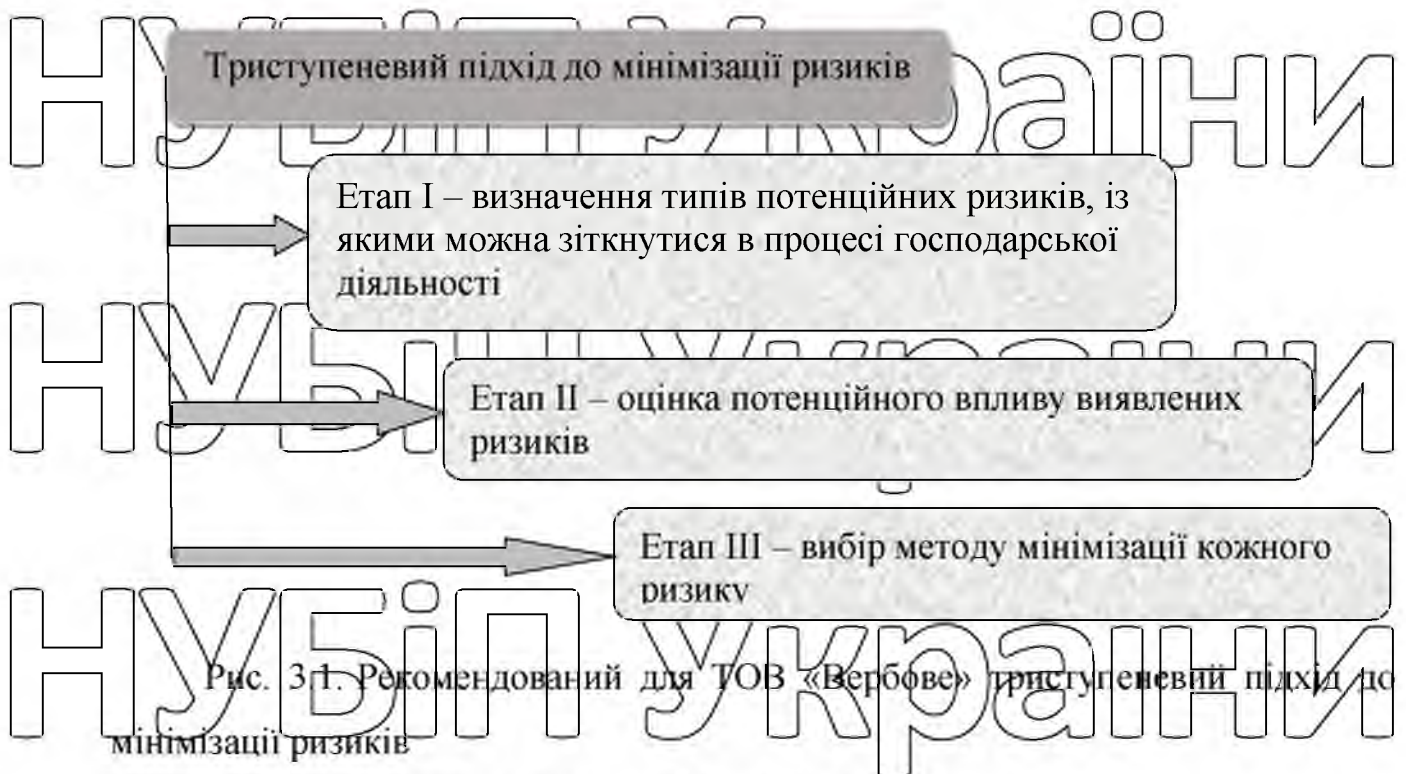 НУБіП України
Триступеневий підхід до мінімізації ризиків
Етап І – визначення типів потенційних ризиків, із
якими можна зіткнутися в процесі господарської
діяльності
НУБіП України
Етап ІІ – оцінка потенційного впливу виявлених
ризиків
Етап ІІІ – вибір методу мінімізації кожного
ризику
НУБіП України
Рис. 3.1. Рекомендований для ТОВ «Вербове» триступеневий підхід до
мінімізації ризиків